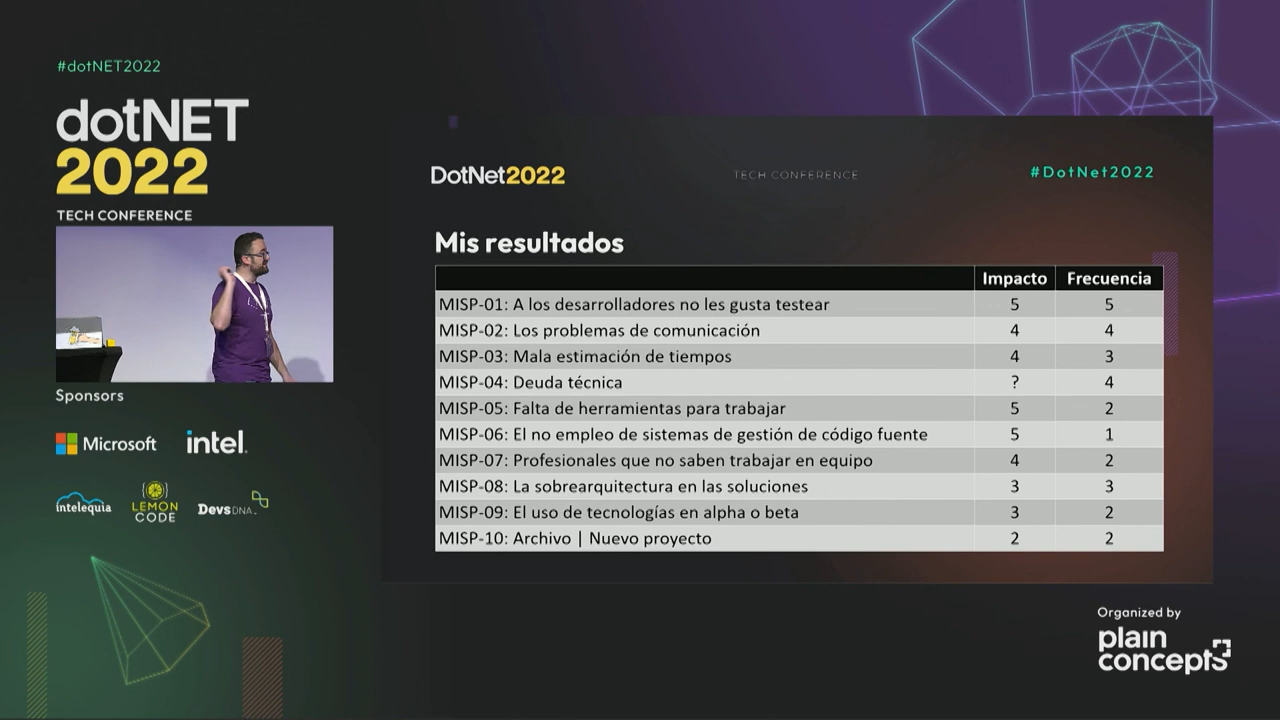 #dotNET2022
dotNET
2022
TECH CONFERENCE
Sponsors
Microsoft
intel.
intelequia
LEMON
CODE
DevsDNA
DotNet2022
TECH CONFERENCE
#DotNet2022
Mis resultados
Impacto Frecuencia
MISP-01: A los desarrolladores no les gusta testear 5 5
MISP-02: Los problemas de comunicación 4 4
MISP-03: Mala estimación de tiempos 4 3
MISP-04: Deuda técnica ? 4
MISP-05: Falta de herramientas para trabajar 5 2
MISP-06: El no empleo de sistemas de gestión de código fuente 5 1
MISP-07: Profesionales que no saben trabajar en equipo 4 2
MISP-08: La sobrearquitectura en las soluciones 3 3
MISP-09: El uso de tecnologías en alpha o beta 3 2
MISP-10: Archivo | Nuevo proyecto 2 2
Organized by
plain
concepts